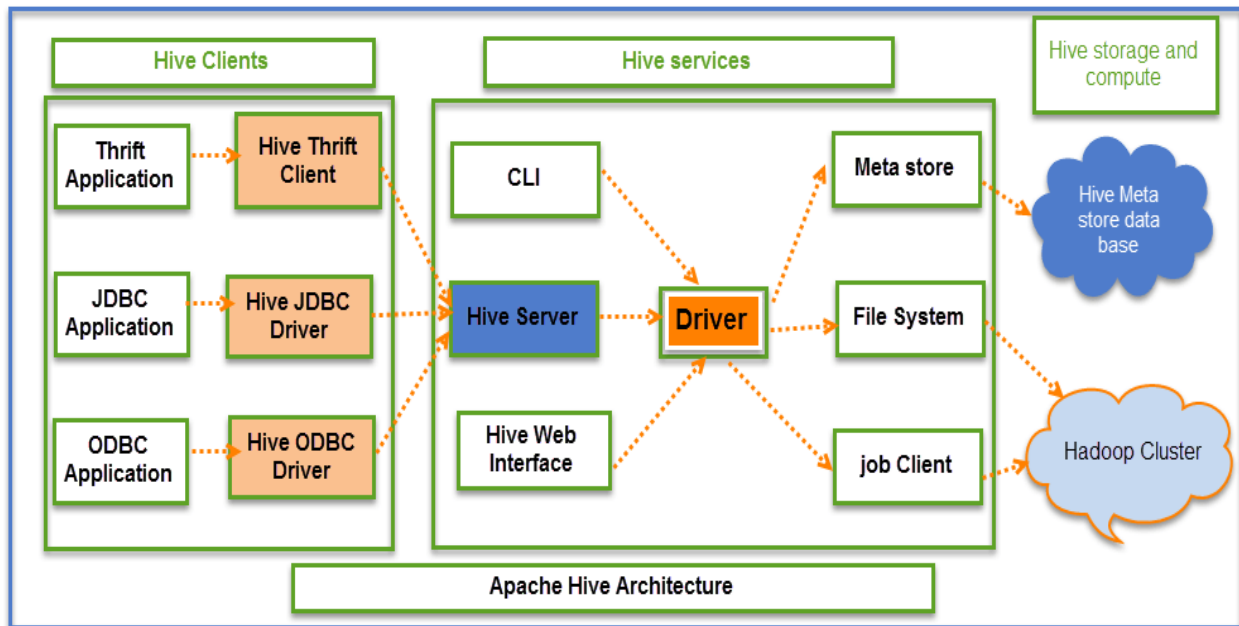 Hive Clients
Hive services
Hive storage and
compute
Thrift
Application
Hive Thrift
Client
CLI
Meta store
Hive Meta
store data
base
JDBC
Application
Hive JDBC
Driver
Hive Server
Driver
File System
ODBC
Application
Hive ODBC
Driver
Hive Web
Interface
job Client
Hadoop Cluster
Apache Hive Architecture